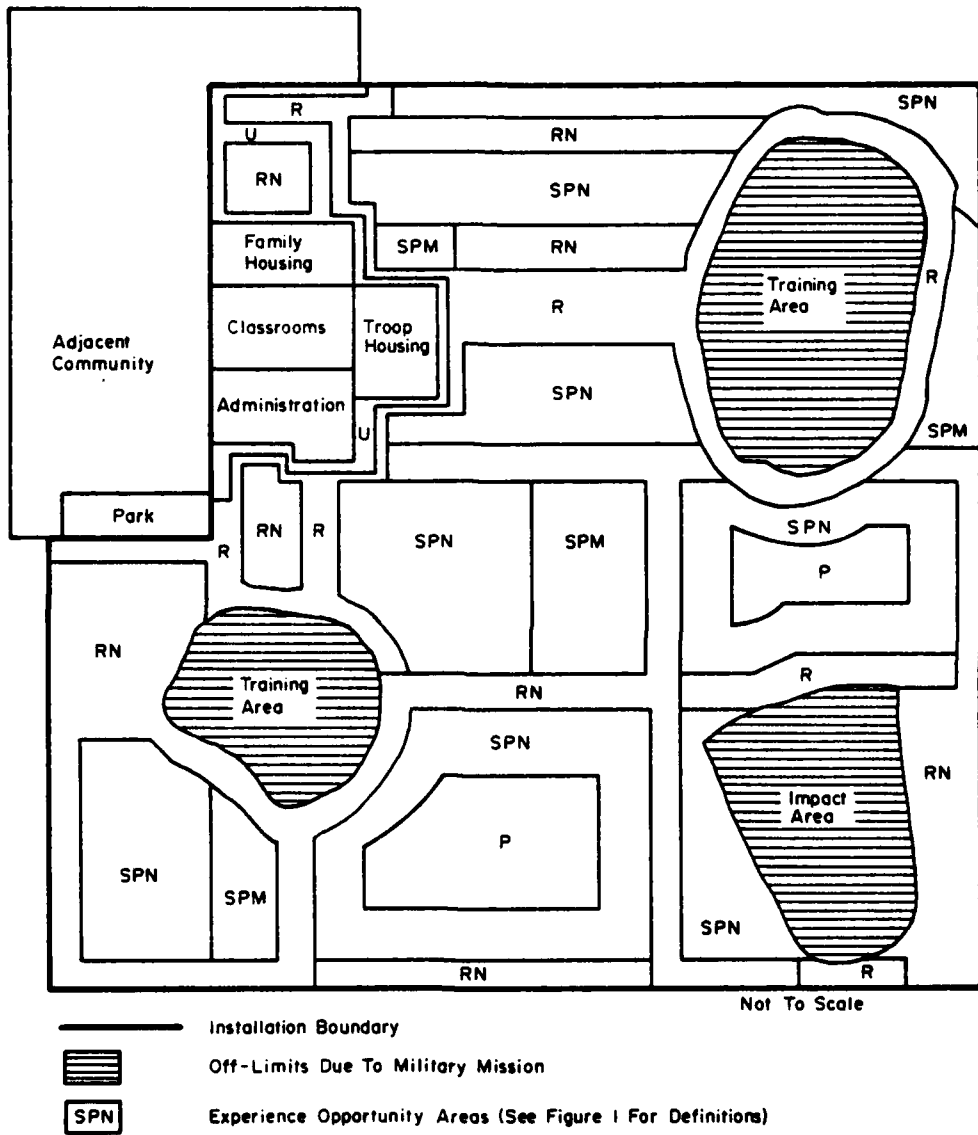 SPN
R
RN
U
RN
SPN
Family
Housing
SPM
RN
R
Training
Area
R
Classrooms
Troop
Housing
Adjacent
Community
SPN
Administration
U
SPM
Park
R
RN
R
SPN
SPM
SPN
P
RN
Training
Area
RN
R
SPN
RN
Impact
Area
P
SPN
SPM
SPN
RN
R
Not To Scale
Installation Boundary
Off-Limits Due To Military Mission
SPN Experience Opportunity Areas (See Figure 1 For Definitions)